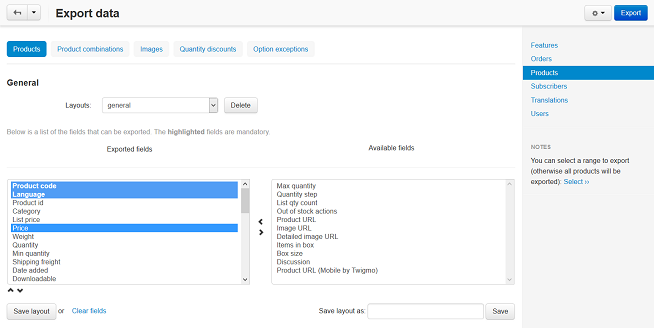 Export data
Export
Products Product combinations Images Quantity discounts Option exceptions
General
Layouts: general Delete
Below is a list of the fields that can be exported. The highlighted fields are mandatory.
Exported fields
Available fields
Product code
Language
Product id
Category
List price
Price
Weight
Quantity
Min quantity
Shipping freight
Date added
Downloadable
Max quantity
Quantity step
List qty count
Out of stock actions
Product URL
Image URL
Detailed image URL
Items in box
Box size
Discussion
Product URL (Mobile by Twigmo)
Save layout or Clear fields
Save layout as: Save
Features
Orders
Products
Subscribers
Translations
Users
NOTES
You can select a range to export
(otherwise all products will be
exported): Select ››